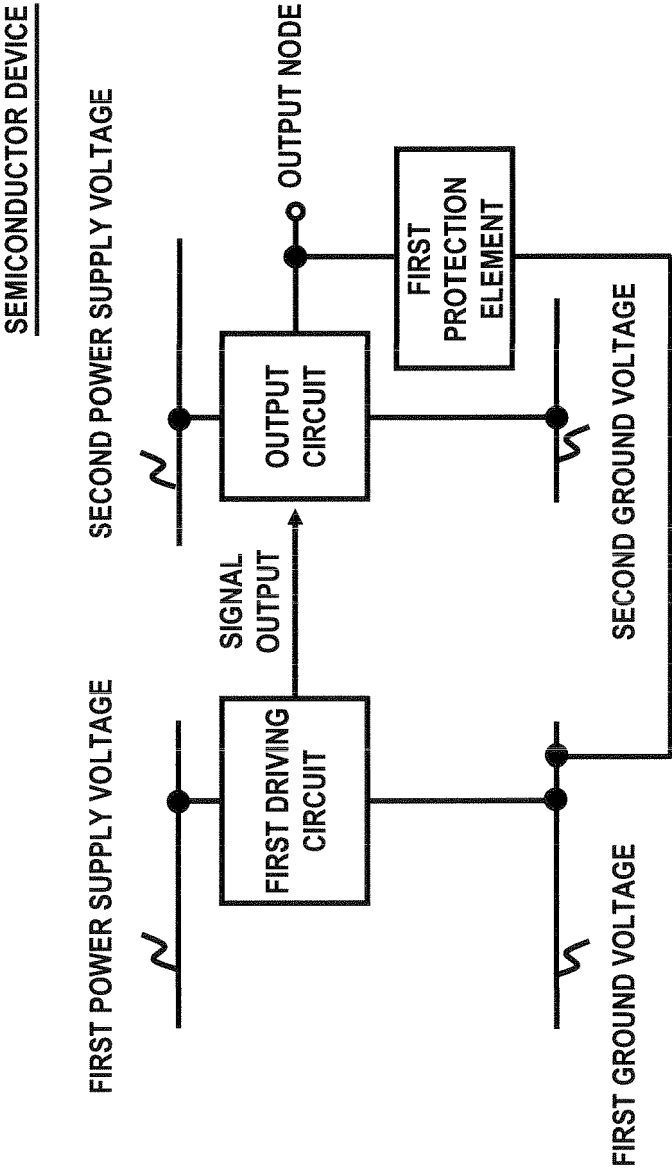 SEMICONDUCTOR DEVICE
FIRST POWER SUPPLY VOLTAGE
SECOND POWER SUPPLY VOLTAGE
FIRST DRIVING
CIRCUIT
SIGNAL
OUTPUT
OUTPUT
CIRCUIT
OUTPUT NODE
FIRST
PROTECTION
ELEMENT
FIRST GROUND VOLTAGE
SECOND GROUND VOLTAGE